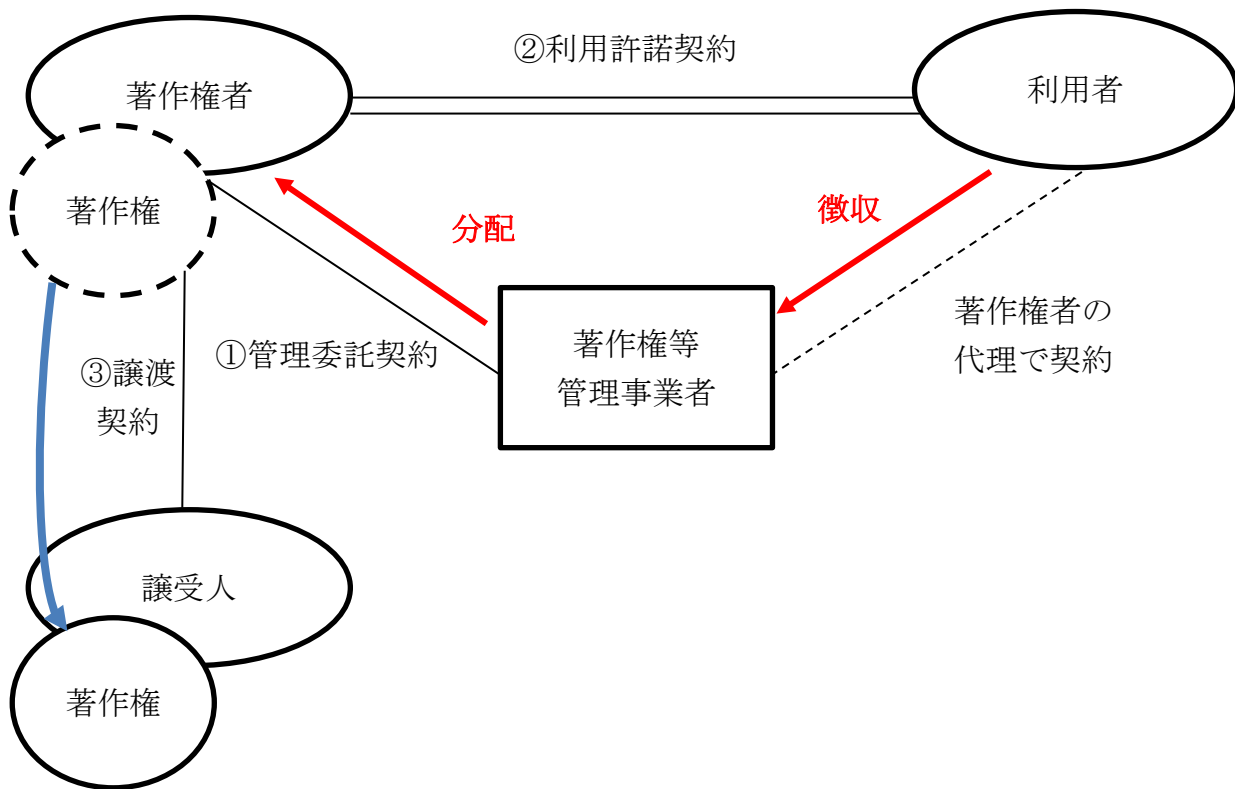 ②利用許諾契約
著作権者
利用者
著作権
分配
徴収
①管理委託契約
著作権等
管理事業者
著作権者の
代理で契約
③譲渡
契約
譲受人
著作権